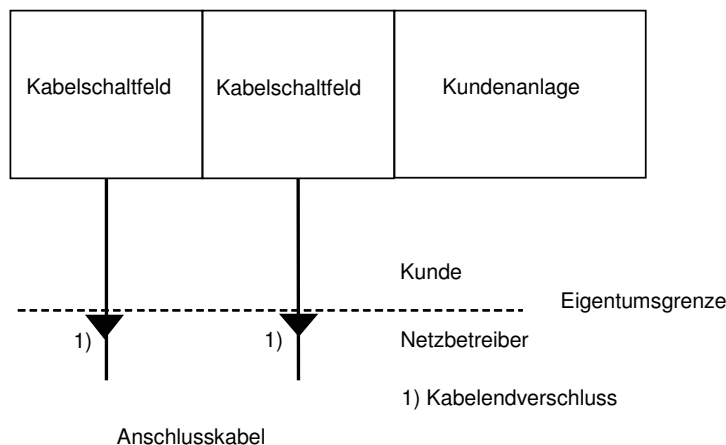 Kabelschaltfeld
Kabelschaltfeld
Kundenanlage
Kunde
Eigentumsgrenze
1)
1)
Netzbetreiber
1) Kabelendverschluss
Anschlusskabel